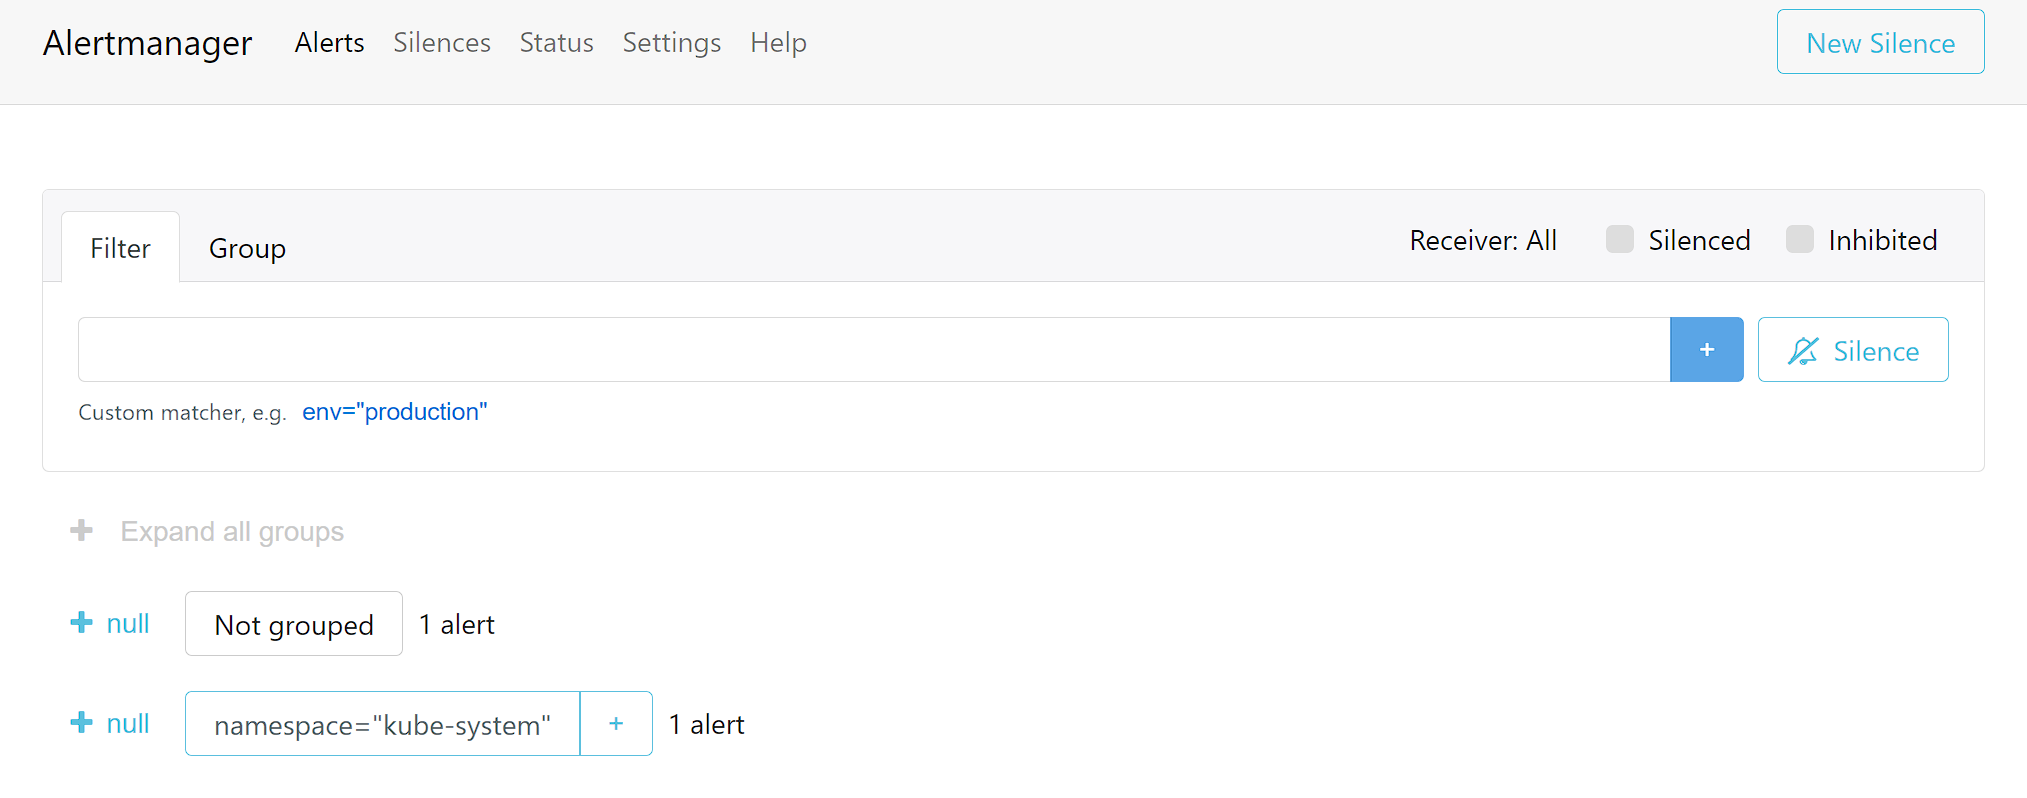 Alertmanager Alerts Silences Status Settings Help New Silence
Filter Group Receiver: All Silenced Inhibited
+ Silence
Custom matcher, e.g. env="production"
+ Expand all groups
+ null Not grouped 1 alert
+ null namespace="kube-system" + 1 alert